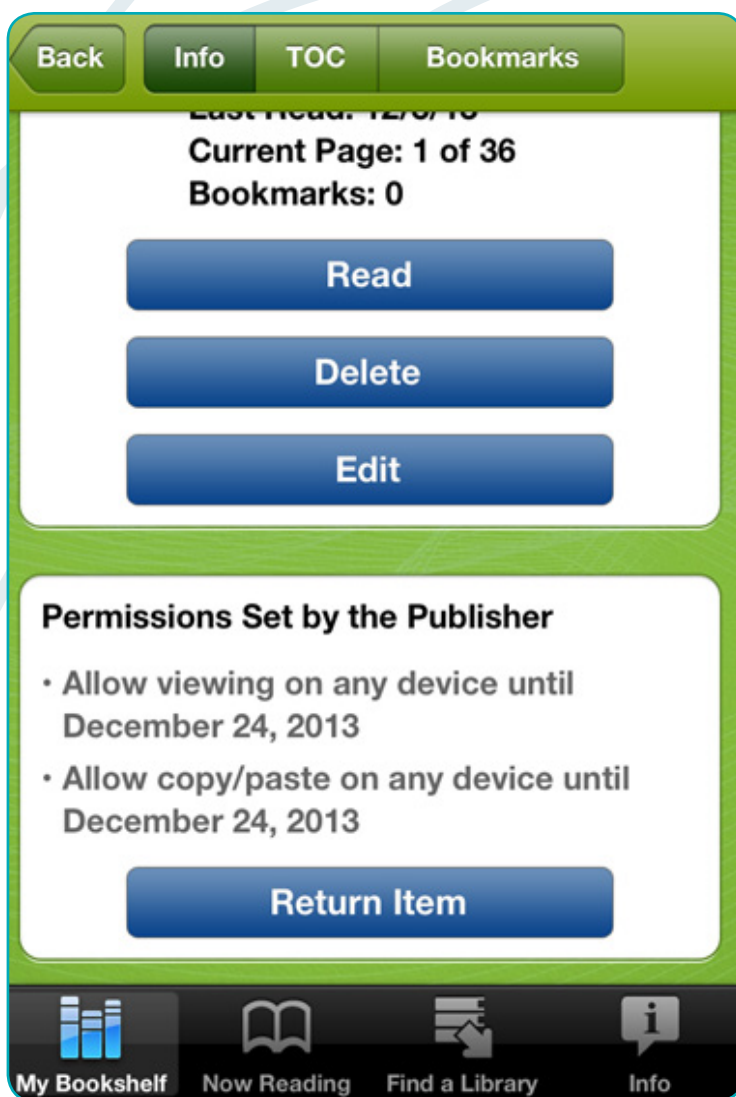 Back Info TOC Bookmarks
Last Read:
Current Page: 1 of 36
Bookmarks: 0
Read
Delete
Edit
Permissions Set by the Publisher
· Allow viewing on any device until
December 24, 2013
· Allow copy/paste on any device until
December 24, 2013
Return Item
My Bookshelf Now Reading Find a Library Info